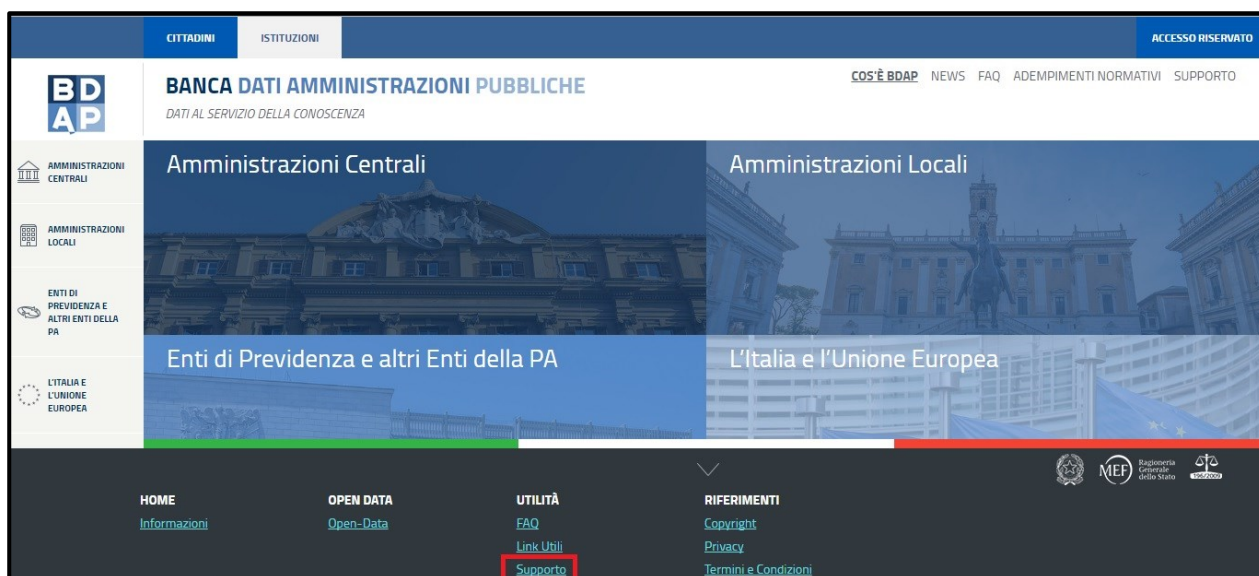 CITTADINI
ISTITUZIONI
ACCESSO RISERVATO
BD
AP
BANCA DATI AMMINISTRAZIONI PUBBLICHE
DATI AL SERVIZIO DELLA CONOSCENZA
COS'È BDAP NEWS FAQ ADEMPIMENTI NORMATIVI SUPPORTO
AMMINISTRAZIONI
CENTRALI
AMMINISTRAZIONI
LOCALI
ENTI DI
PREVIDENZA E
ALTRI ENTI DELLA
PA
L'ITALIA E
L'UNIONE
EUROPEA
Amministrazioni Centrali
Amministrazioni Locali
Enti di Previdenza e altri Enti della PA
L'Italia e l'Unione Europea
MEF
Ragioneria
Generale
dello Stato
196/2009
HOME
Informazioni
OPEN DATA
Open-Data
UTILITÀ
FAQ
Link Utili
Supporto
RIFERIMENTI
Copyright
Privacy
Termini e Condizioni